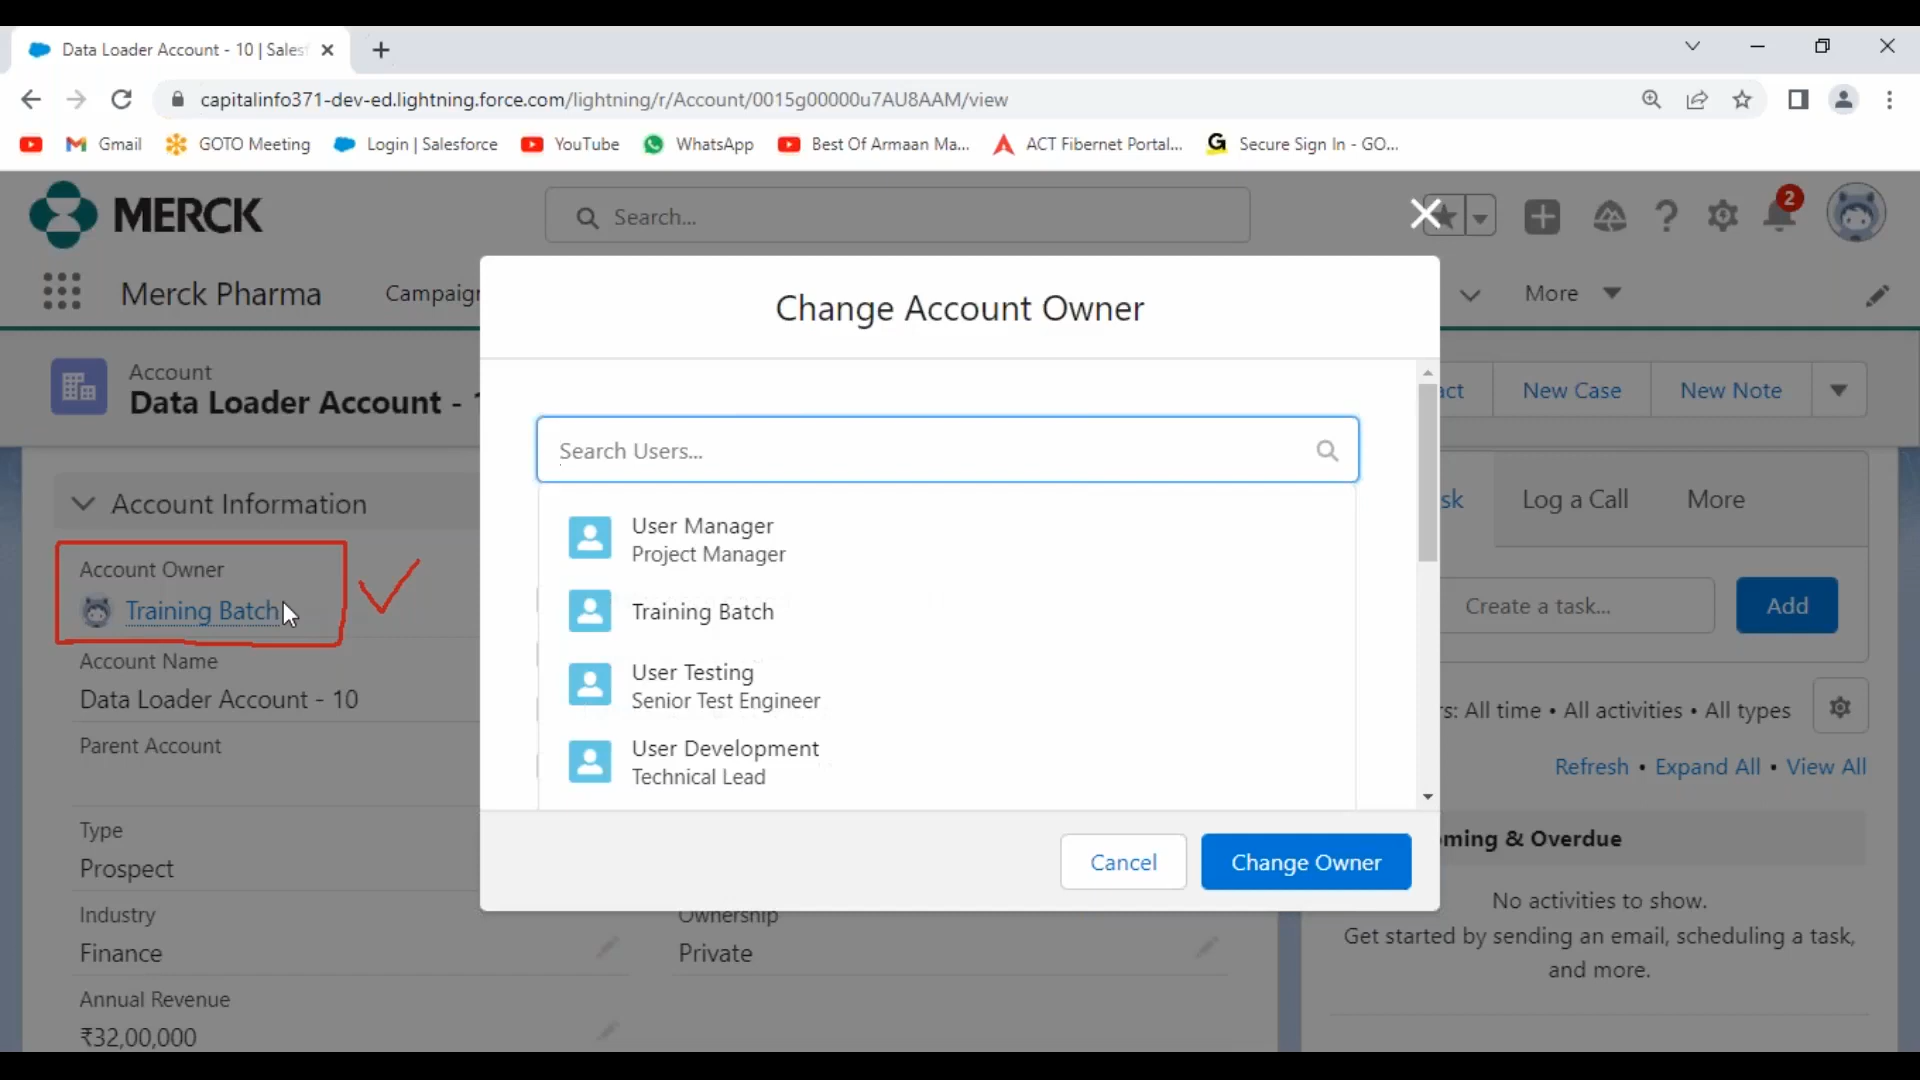 Data Loader Account - 10 | Sales
capitalinfo371-dev-ed.lightning.force.com/lightning/r/Account/0015g00000u7AU8AAM/view
Gmail
GOTO Meeting
Login | Salesforce
YouTube
WhatsApp
Best Of Armaan Ma...
ACT Fibernet Portal...
Secure Sign In - GO...
MERCK
Search...
2
Merck Pharma
Campaign
More
Change Account Owner
Account
Data Loader Account -
New Case
New Note
Search Users...
User Manager
Project Manager
Training Batch
User Testing
Senior Test Engineer
User Development
Technical Lead
Cancel
Change Owner
Account Information
Account Owner
Training Batch
Account Name
Data Loader Account - 10
Parent Account
Type
Prospect
Industry
Finance
Ownership
Private
Annual Revenue
₹32,00,000
Log a Call
More
Create a task...
Add
s: All time • All activities • All types
Refresh • Expand All • View All
ming & Overdue
No activities to show.
Get started by sending an email, scheduling a task,
and more.